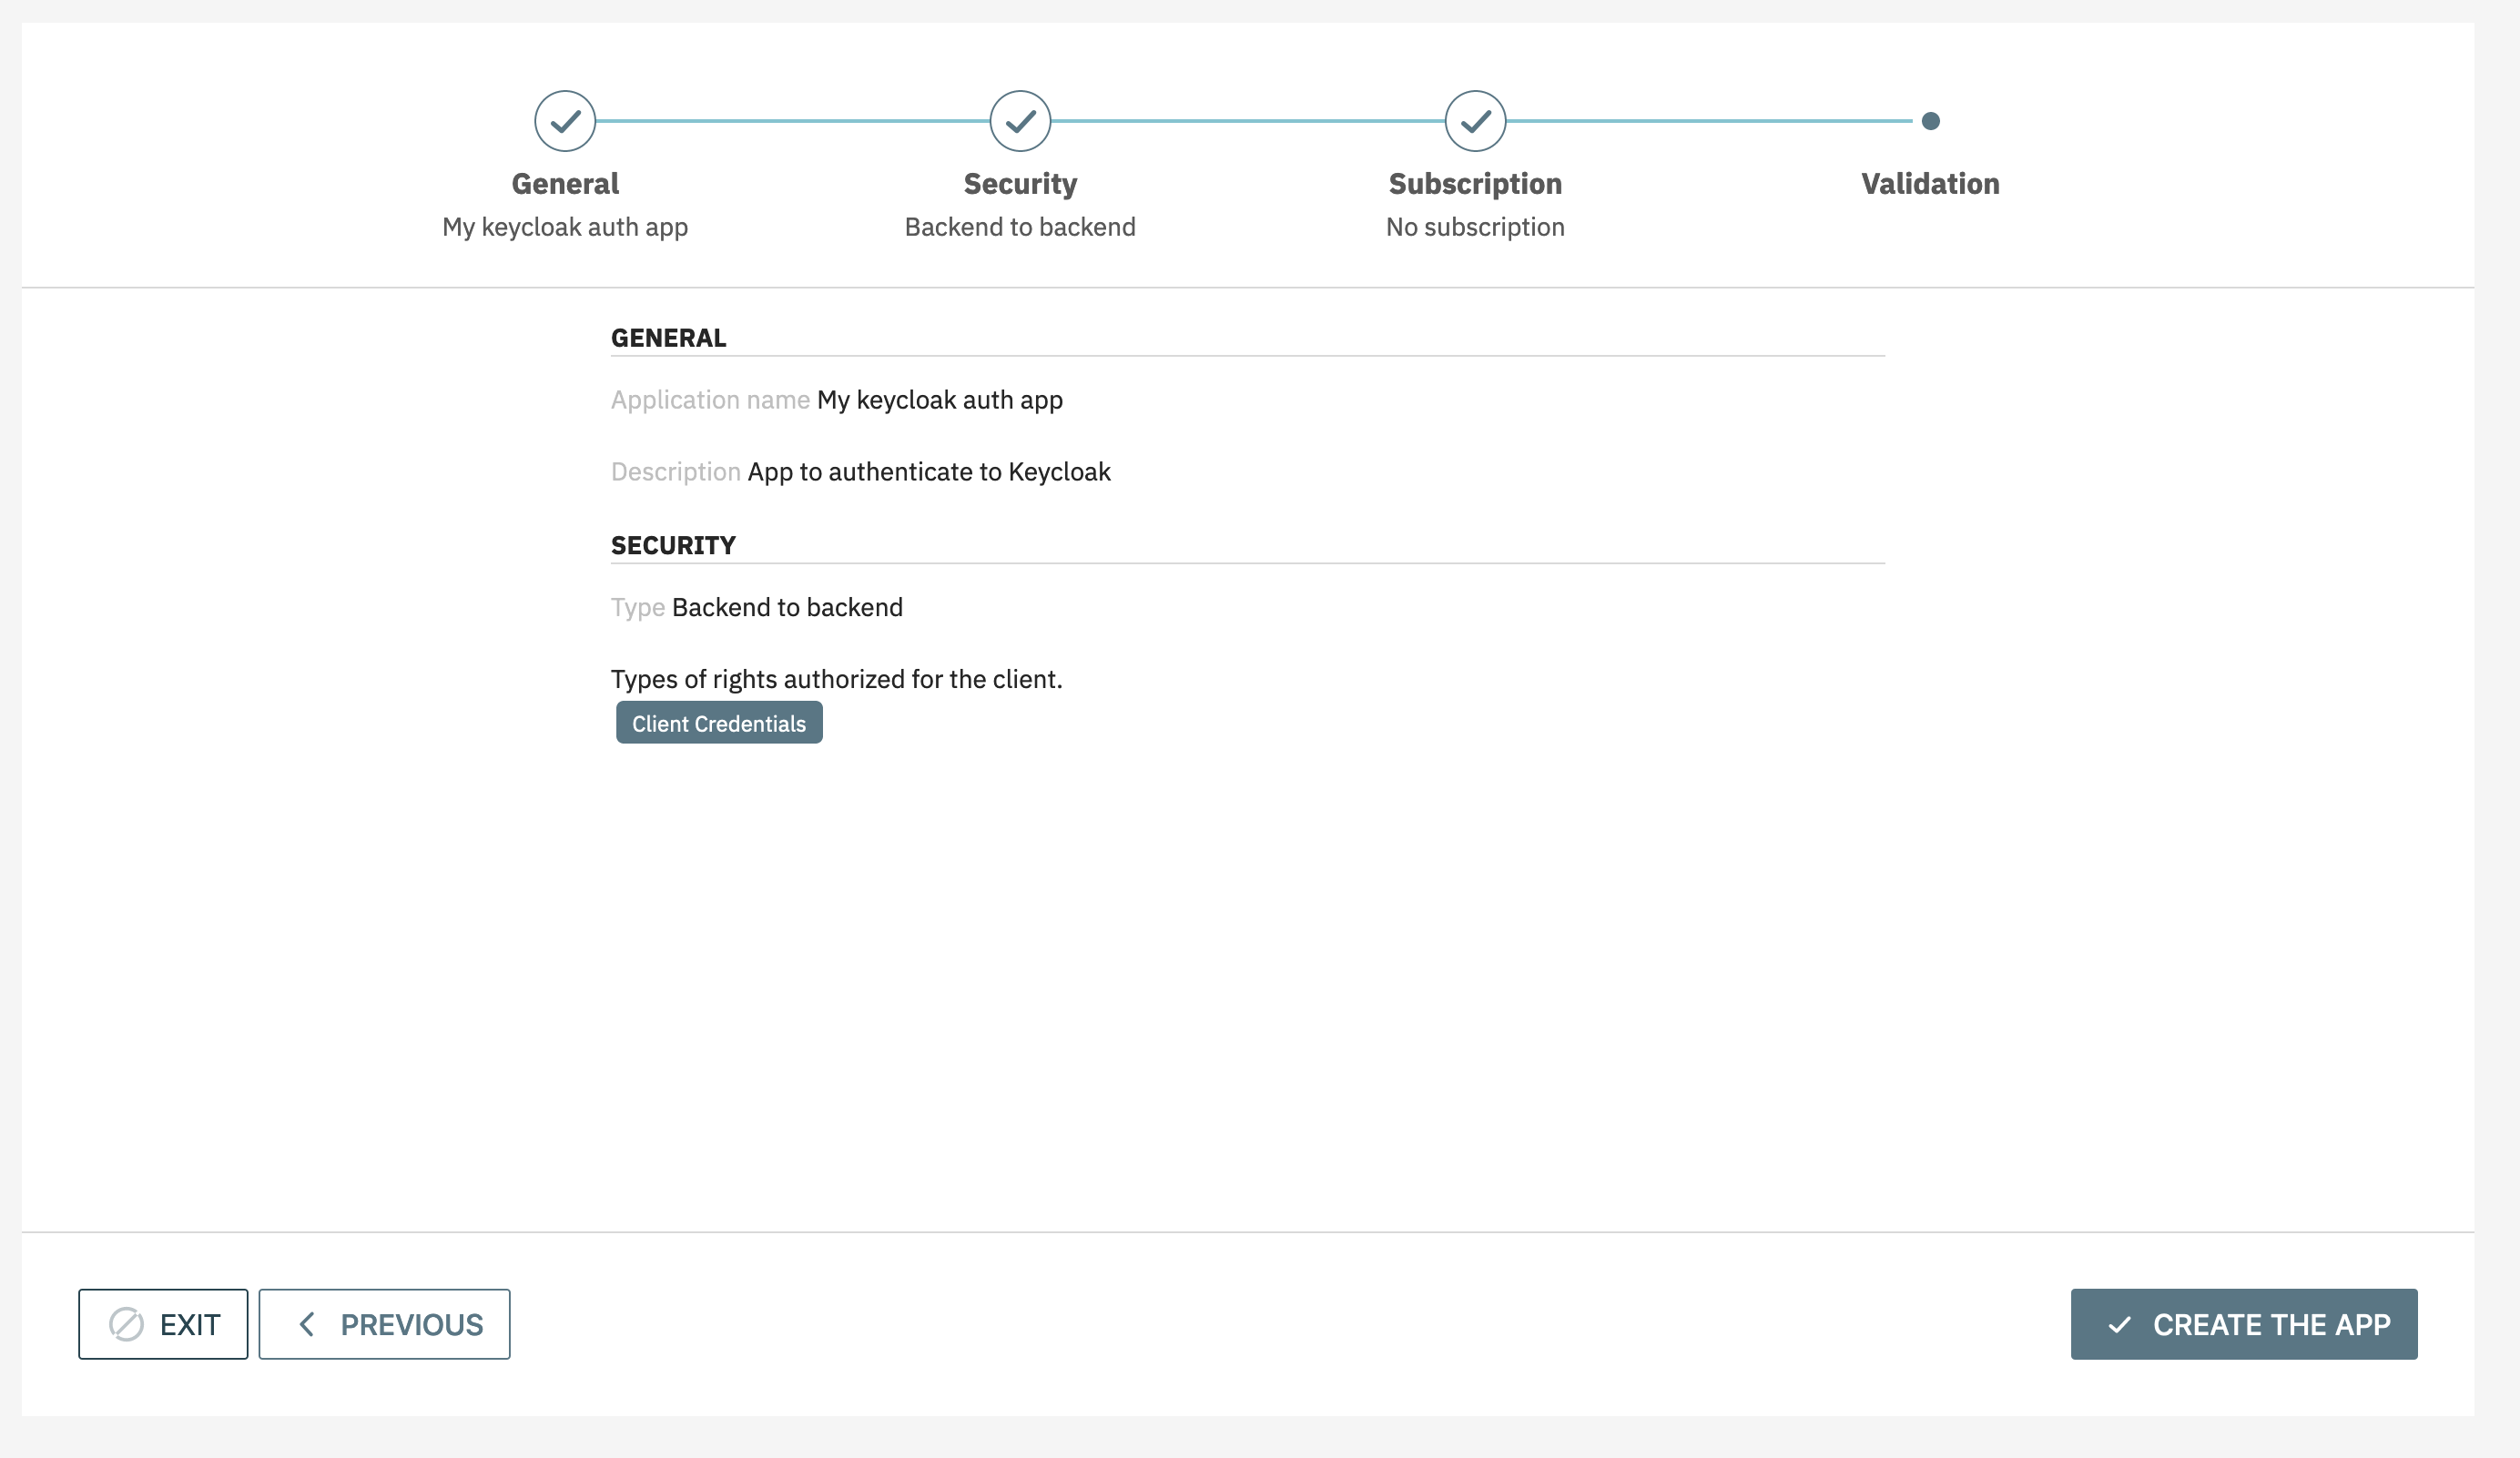 General
Security
Subscription
Validation
My keycloak auth app
Backend to backend
No subscription
GENERAL
Application name My keycloak auth app
Description App to authenticate to Keycloak
SECURITY
Type Backend to backend
Types of rights authorized for the client.
Client Credentials
EXIT
PREVIOUS
CREATE THE APP